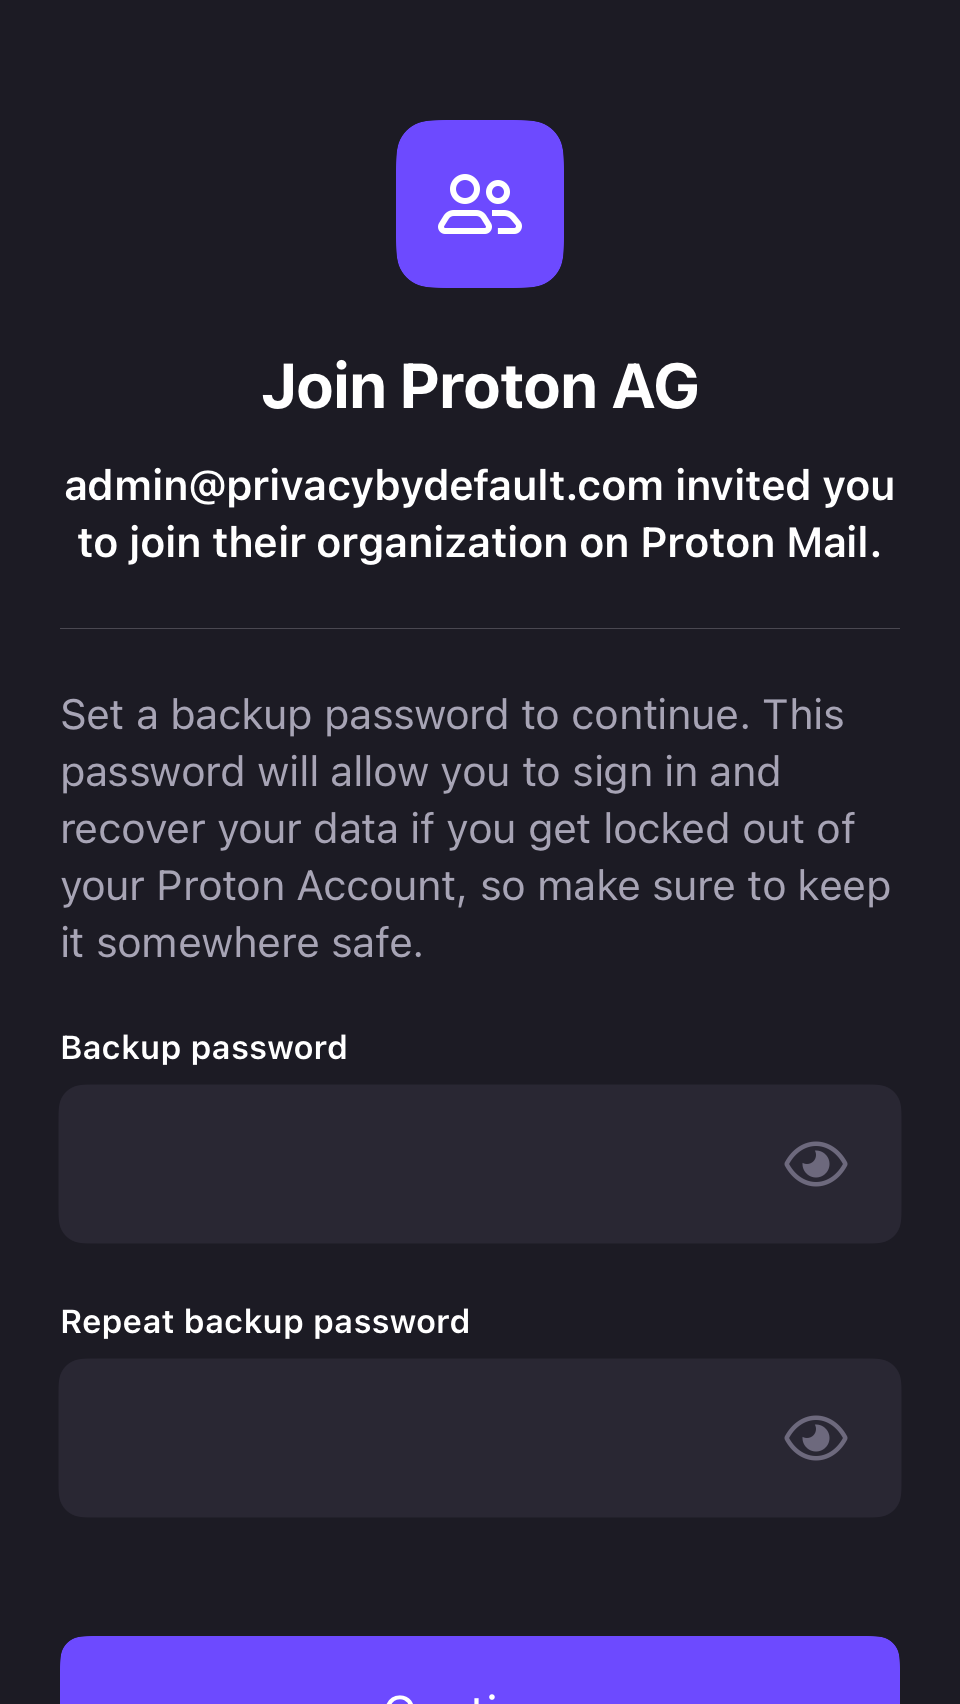 Join Proton AG
admin@privacybydefault.com invited you
to join their organization on Proton Mail.
Set a backup password to continue. This
password will allow you to sign in and
recover your data if you get locked out of
your Proton Account, so make sure to keep
it somewhere safe.
Backup password
Repeat backup password